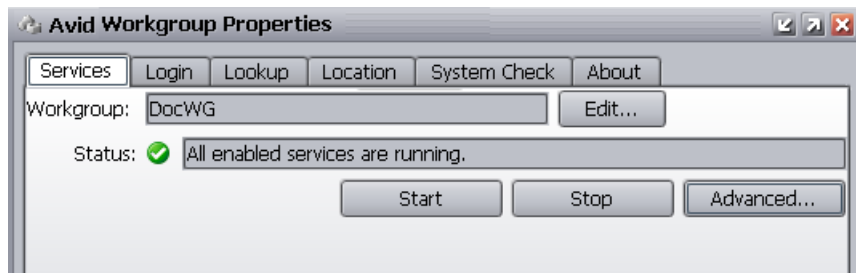 Avid Workgroup Properties
Services Login Lookup Location System Check About
Workgroup: DocWG Edit...
Status: All enabled services are running.
Start Stop Advanced...